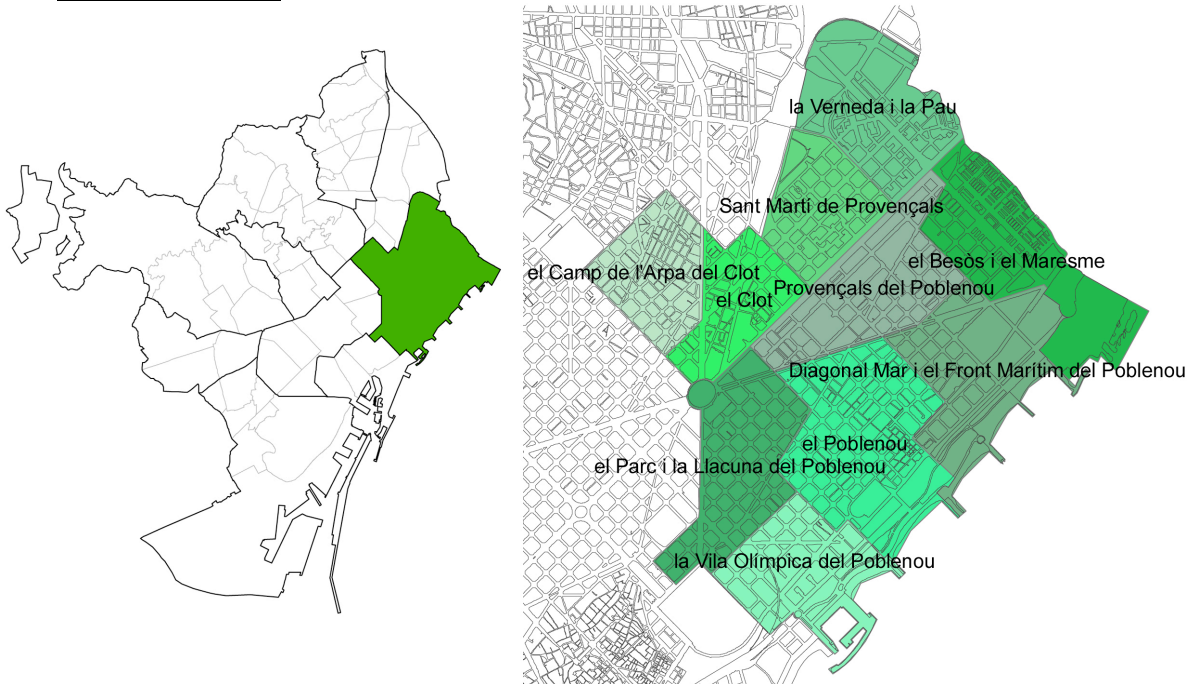 la Verneda i la Pau
Sant Martí de Provençals
el Besòs i el Maresme
el Camp de l'Arpa del Clot
Provençals del Poblenou
el Clot
Diagonal Mar i el Front Marítim del Poblenou
el Poblenou
el Parc i la Llacuna del Poblenou
la Vila Olímpica del Poblenou